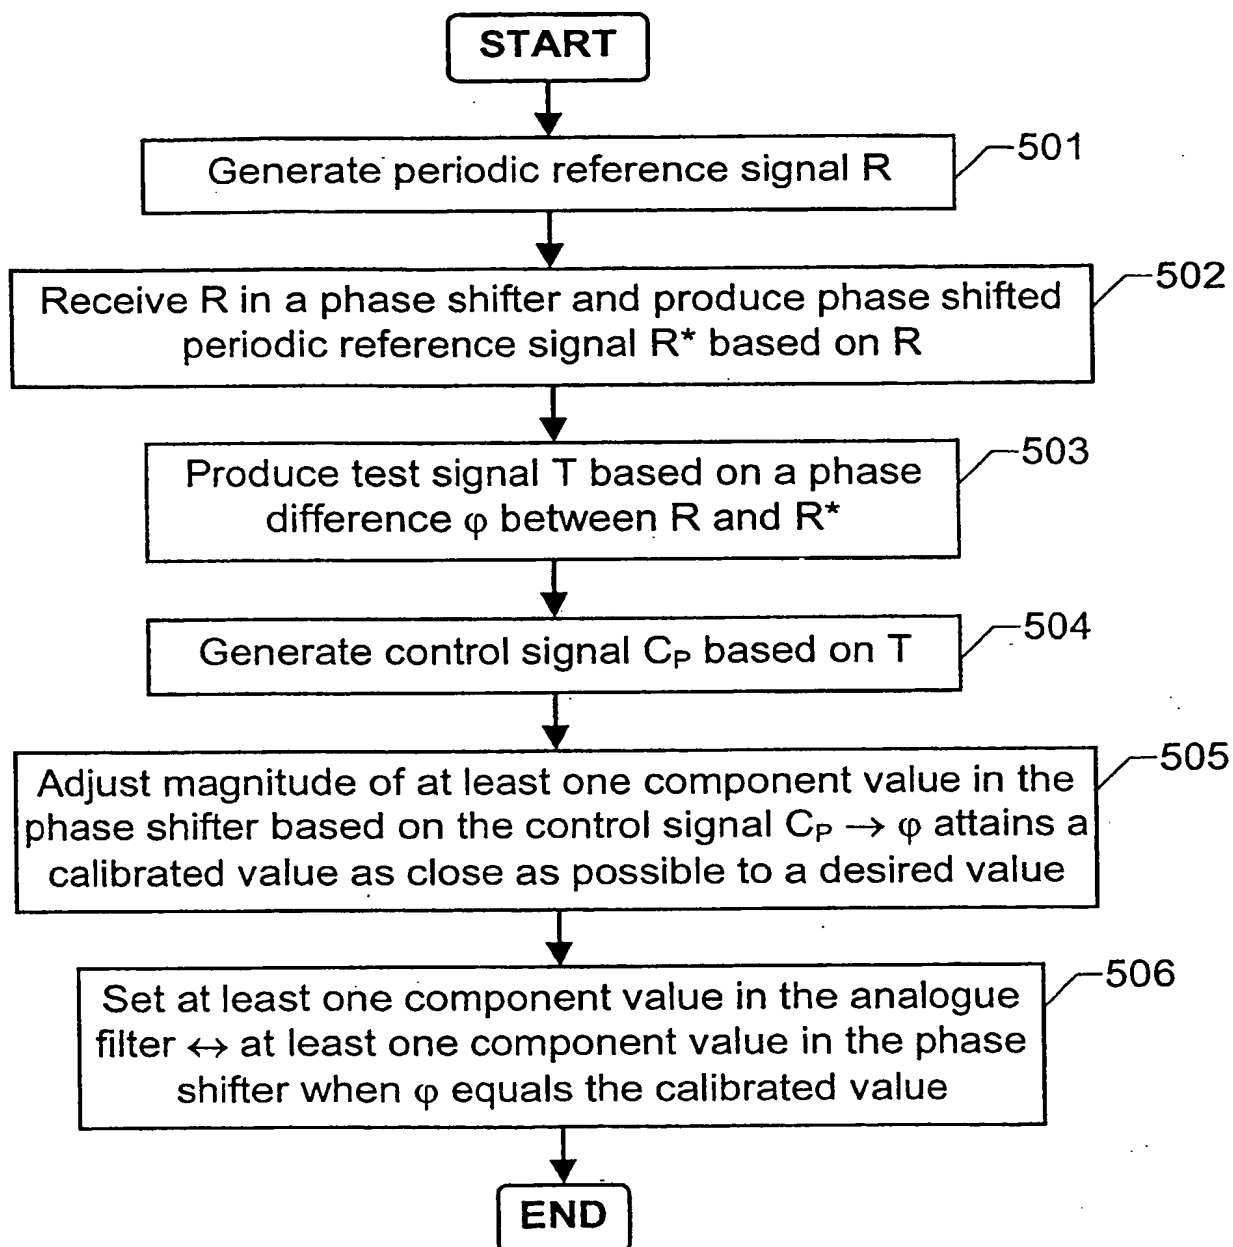 START
Generate periodic reference signal R
501
Receive R in a phase shifter and produce phase shifted
periodic reference signal R* based on R
502
Produce test signal T based on a phase
difference φ between R and R*
503
Generate control signal CP based on T
504
Adjust magnitude of at least one component value in the
phase shifter based on the control signal CP → φ attains a
calibrated value as close as possible to a desired value
505
Set at least one component value in the analogue
filter ↔ at least one component value in the phase
shifter when φ equals the calibrated value
506
END